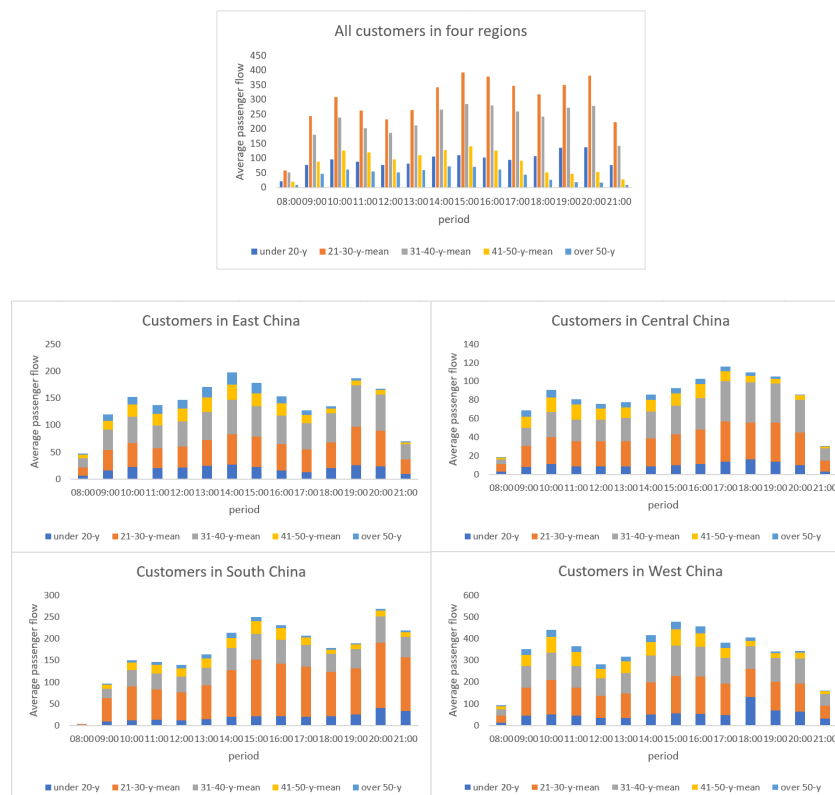 All customers in four regions
Average passenger flow
450
400
350
300
250
200
150
100
50
0
08:00 09:00 10:00 11:00 12:00 13:00 14:00 15:00 16:00 17:00 18:00 19:00 20:00 21:00
period
under 20-y 21-30-y-mean 31-40-y-mean 41-50-y-mean over 50-y
Customers in East China
Average passenger flow
250
200
150
100
50
0
08:00 09:00 10:00 11:00 12:00 13:00 14:00 15:00 16:00 17:00 18:00 19:00 20:00 21:00
period
under 20-y 21-30-y-mean 31-40-y-mean 41-50-y-mean over 50-y
Customers in Central China
Average passenger flow
140
120
100
80
60
40
20
0
08:00 09:00 10:00 11:00 12:00 13:00 14:00 15:00 16:00 17:00 18:00 19:00 20:00 21:00
period
under 20-y 21-30-y-mean 31-40-y-mean 41-50-y-mean over 50-y
Customers in South China
Average passenger flow
300
250
200
150
100
50
0
08:00 09:00 10:00 11:00 12:00 13:00 14:00 15:00 16:00 17:00 18:00 19:00 20:00 21:00
period
under 20-y 21-30-y-mean 31-40-y-mean 41-50-y-mean over 50-y
Customers in West China
Average passenger flow
600
500
400
300
200
100
0
08:00 09:00 10:00 11:00 12:00 13:00 14:00 15:00 16:00 17:00 18:00 19:00 20:00 21:00
period
under 20-y 21-30-y-mean 31-40-y-mean 41-50-y-mean over 50-y